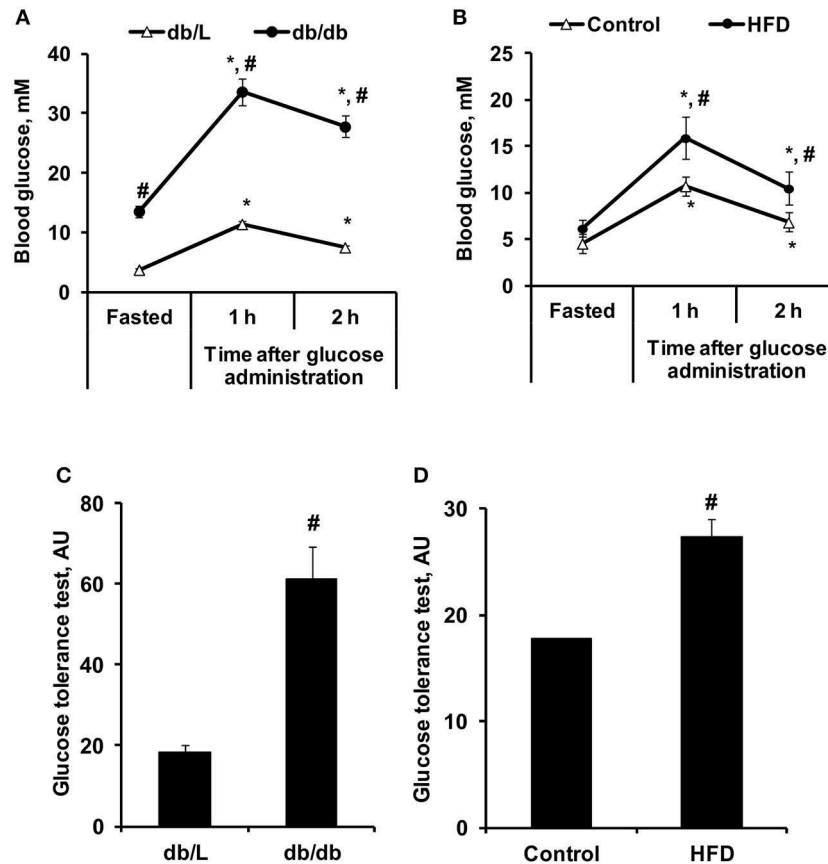 A
db/L db/db
40
30
20
10
0
Blood glucose, mM
#
*, #
*, #
*
*
Fasted 1 h 2 h
Time after glucose
administration
B
Control HFD
25
20
15
10
5
0
Blood glucose, mM
*, #
*, #
*
*
Fasted 1 h 2 h
Time after glucose
administration
C
80
60
40
20
0
Glucose tolerance test, AU
#
db/L db/db
D
30
20
10
0
Glucose tolerance test, AU
#
Control HFD